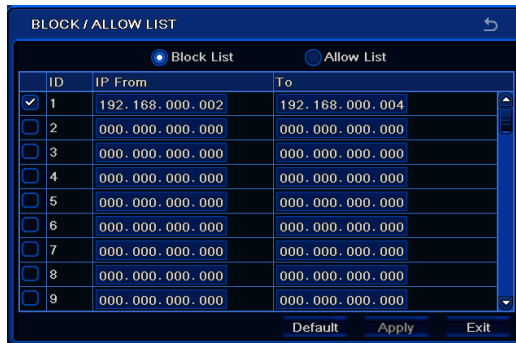 BLOCK / ALLOW LIST
Block List Allow List
ID IP From To
1 192.168.000.002 192.168.000.004
2 000.000.000.000 000.000.000.000
3 000.000.000.000 000.000.000.000
4 000.000.000.000 000.000.000.000
5 000.000.000.000 000.000.000.000
6 000.000.000.000 000.000.000.000
7 000.000.000.000 000.000.000.000
8 000.000.000.000 000.000.000.000
9 000.000.000.000 000.000.000.000
Default Apply Exit